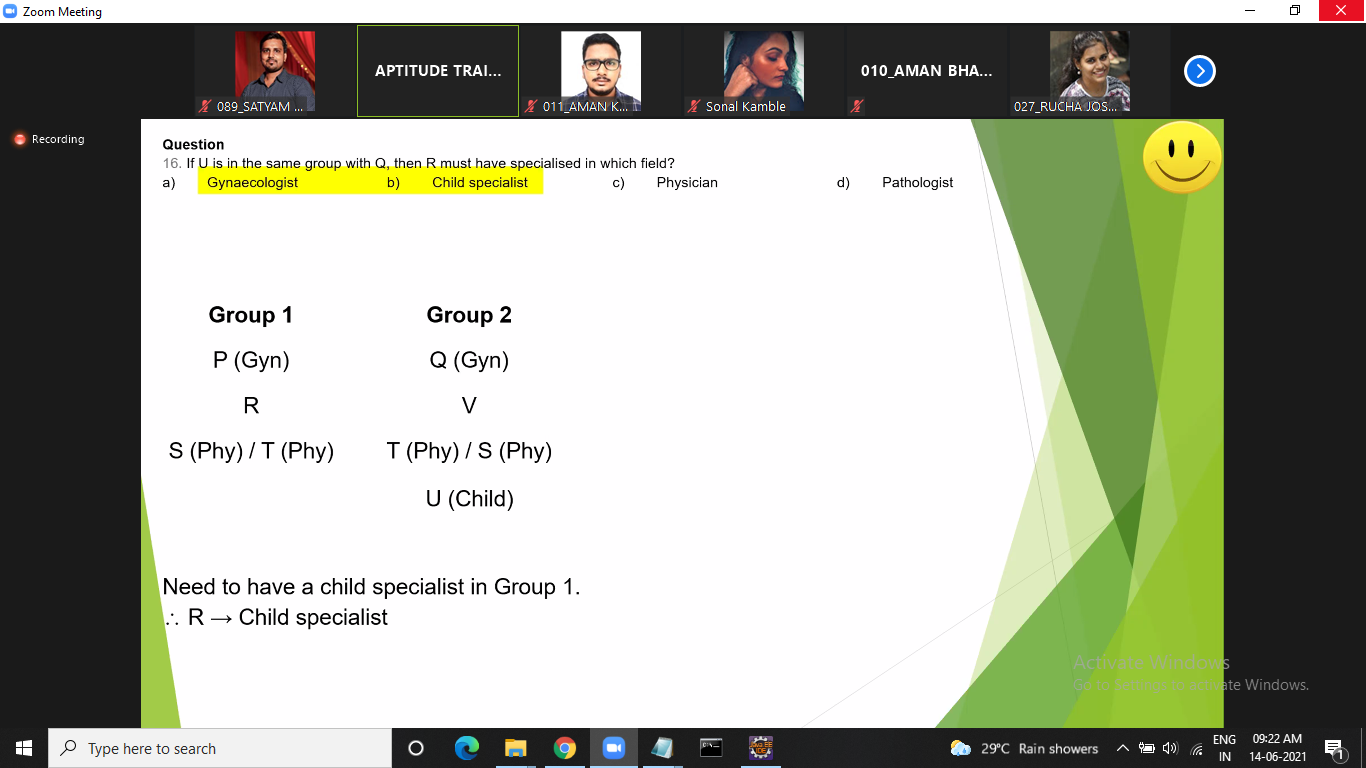 Zoom Meeting
APTITUDE TRAI...
010_AMAN BHA...
089_SATYAM ...
011_AMAN K...
Sonal Kamble
027_RUCHA JOS...
Recording
Question
16. If U is in the same group with Q, then R must have specialised in which field?
a) Gynaecologist b) Child specialist c) Physician d) Pathologist
Group 1 Group 2
P (Gyn) Q (Gyn)
R V
S (Phy) / T (Phy) T (Phy) / S (Phy)
U (Child)
Need to have a child specialist in Group 1.
∴ R → Child specialist
Activate Windows
Go to Settings to activate Windows.
Type here to search
29°C Rain showers
ENG
IN
09:22 AM
14-06-2021
1